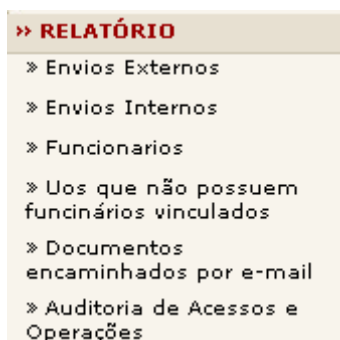 » RELATÓRIO
» Envios Externos
» Envios Internos
» Funcionarios
» Uos que não possuem
funcinários vinculados
» Documentos
encaminhados por e-mail
» Auditoria de Acessos e
Operações